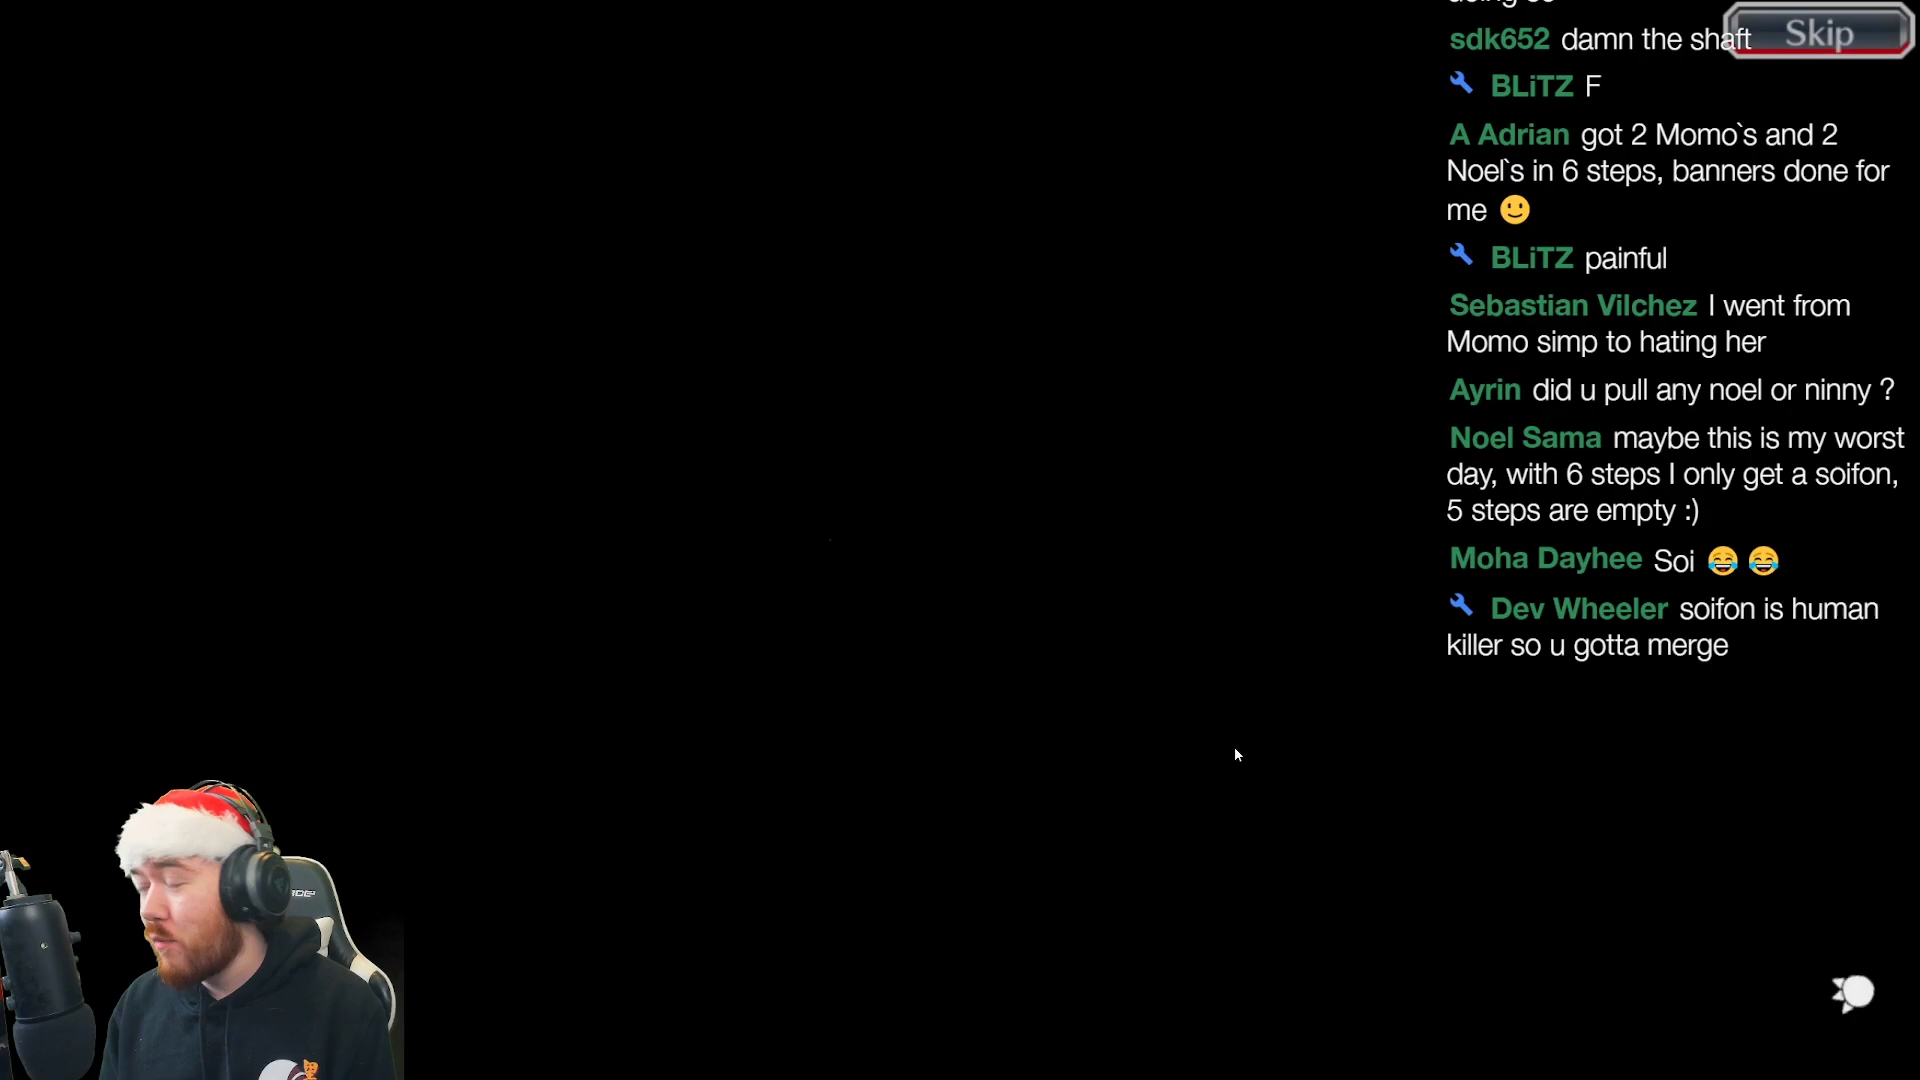 Skip
sdk652 damn the shaft
BLiTZ F
A Adrian got 2 Momo`s and 2
Noel`s in 6 steps, banners done for
me 🙂
BLiTZ painful
Sebastian Vilchez I went from
Momo simp to hating her
Ayrin did u pull any noel or ninny ?
Noel Sama maybe this is my worst
day, with 6 steps I only get a soifon,
5 steps are empty :)
Moha Dayhee Soi 😂 😂
Dev Wheeler soifon is human
killer so u gotta merge